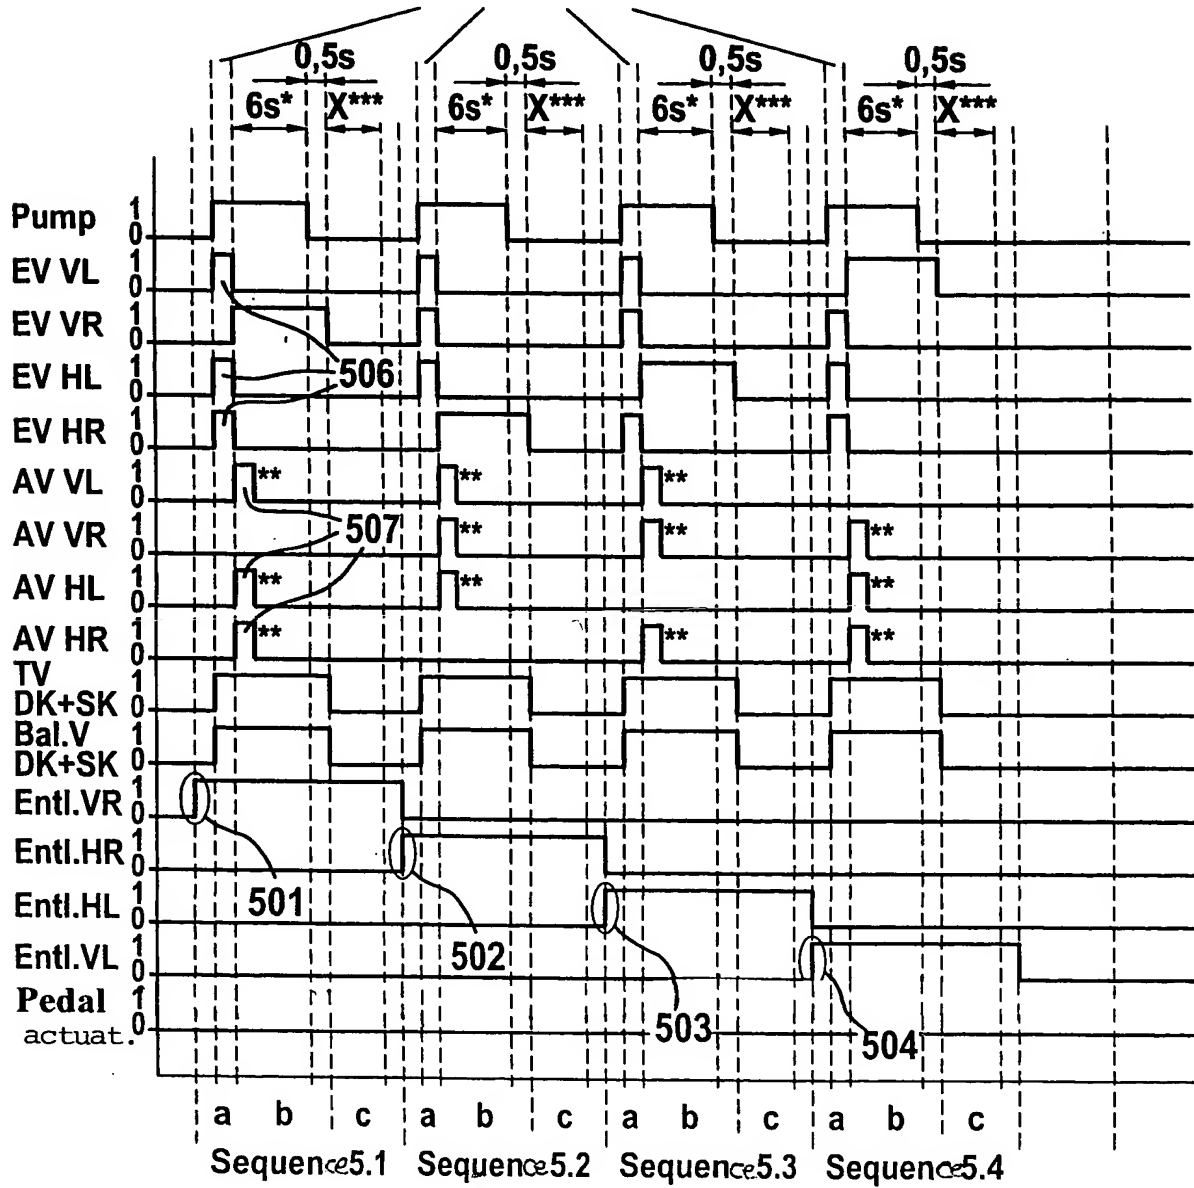 0,5s 0,5s 0,5s 0,5s
6s* X*** 6s* X*** 6s* X*** 6s* X***
Pump 1 0
EV VL 1 0
EV VR 1 0
EV HL 1 0
506
EV HR 1 0
AV VL 1 0 ** ** **
507
AV VR 1 0 ** ** **
AV HL 1 0 ** ** **
AV HR 1 0 ** ** **
TV
DK+SK 1 0
Bal.V
DK+SK 1 0
Entl.VR 1 0
Entl.HR 1 0
501
Entl.HL 1 0
502
Entl.VL 1 0
Pedal
actuat. 1 0
503
504
a b c a b c a b c a b c
Sequence5.1 Sequence5.2 Sequence5.3 Sequence5.4